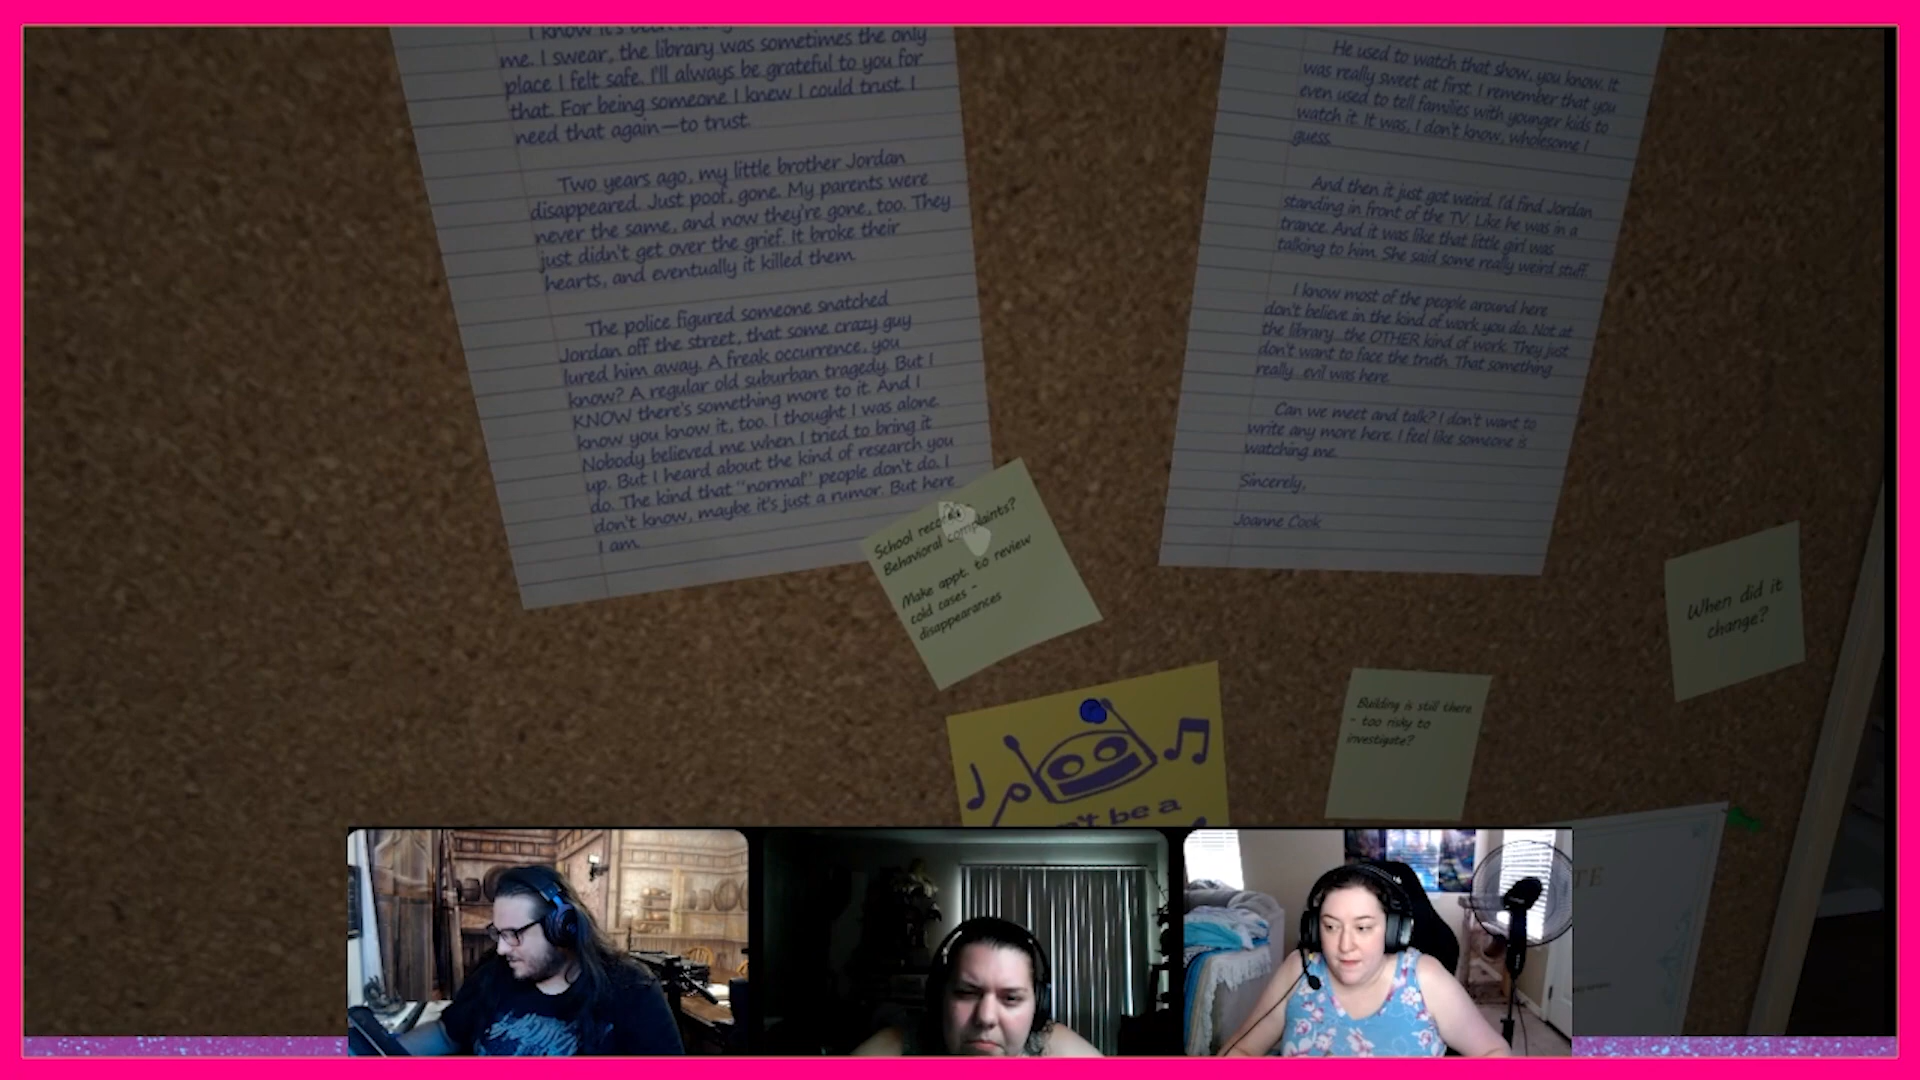 I know it's been
me. I swear, the library was sometimes the only
place I felt safe. I'll always be grateful to you for
that. For being someone I knew I could trust. I
need that again—to trust.
Two years ago, my little brother Jordan
disappeared. Just poof, gone. My parents were
never the same, and now they're gone, too. They
just didn't get over the grief. It broke their
hearts, and eventually it killed them.
The police figured someone snatched
Jordan off the street, that some crazy guy
lured him away. A freak occurrence, you
know? A regular old suburban tragedy. But I
KNOW there's something more to it. And I
know you know it, too. I thought I was alone.
Nobody believed me when I tried to bring it
up. But I heard about the kind of research you
do. The kind that "normal" people don't do. I
don't know, maybe it's just a rumor. But here
I am.
He used to watch that show, you know. It
was really sweet at first. I remember that you
even used to tell families with younger kids to
watch it. It was, I don't know, wholesome I
guess.
And then it just got weird. I'd find Jordan
standing in front of the TV. Like he was in a
trance. And it was like that little girl was
talking to him. She said some really weird stuff.
I know most of the people around here
don't believe in the kind of work you do. Not at
the library...the OTHER kind of work. They just
don't want to face the truth. That something
really...evil was here.
Can we meet and talk? I don't want to
write any more here. I feel like someone is
watching me.
Sincerely,
Joanne Cook
School records?
Behavioral complaints?
Make appt. to review
cold cases -
disappearances
When did it
change?
Building is still there
- too risky to
investigate?
n't be a
TE